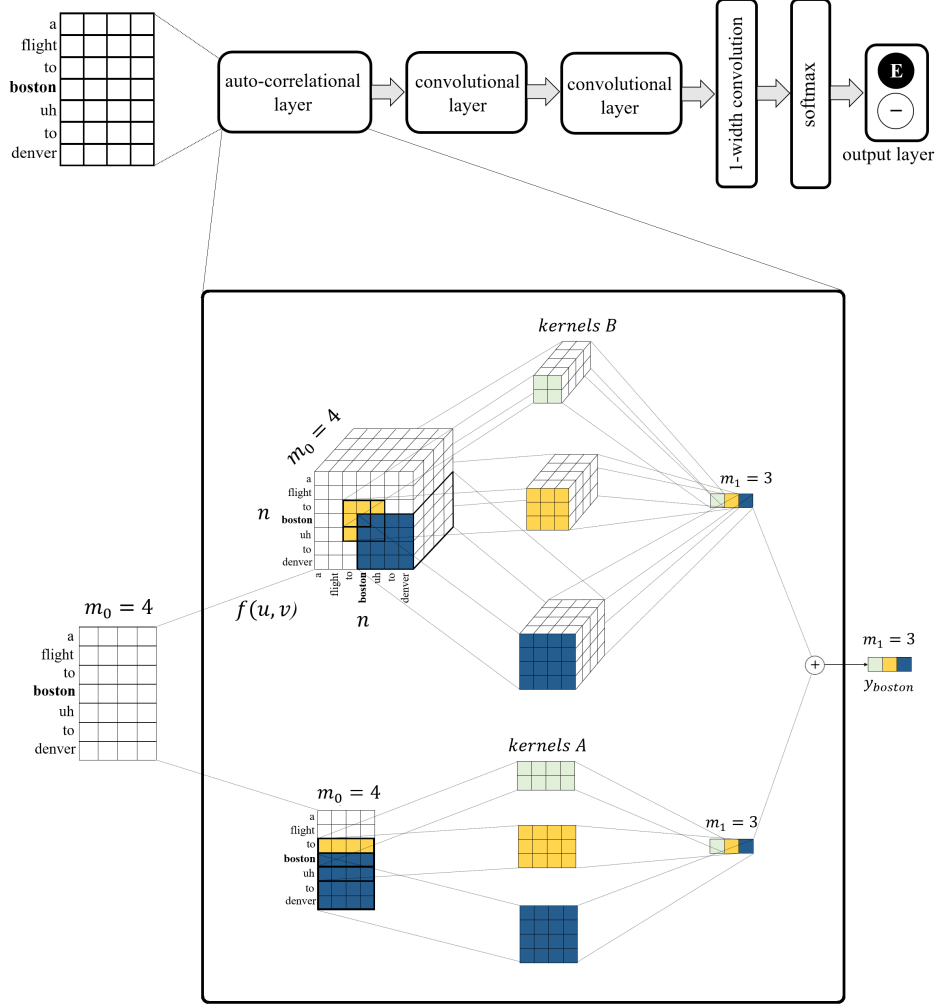 a
flight
to
boston
uh
to
denver
auto-correlational
layer
convolutional
layer
convolutional
layer
1-width convolution
softmax
E
−
output layer
kernels B
m₀ = 4
a
flight
to
boston
uh
to
denver
n
a
flight
to
boston
uh
to
denver
f(u, v)
n
m₁ = 3
m₀ = 4
a
flight
to
boston
uh
to
denver
+
m₁ = 3
y_boston
kernels A
m₀ = 4
a
flight
to
boston
uh
to
denver
m₁ = 3